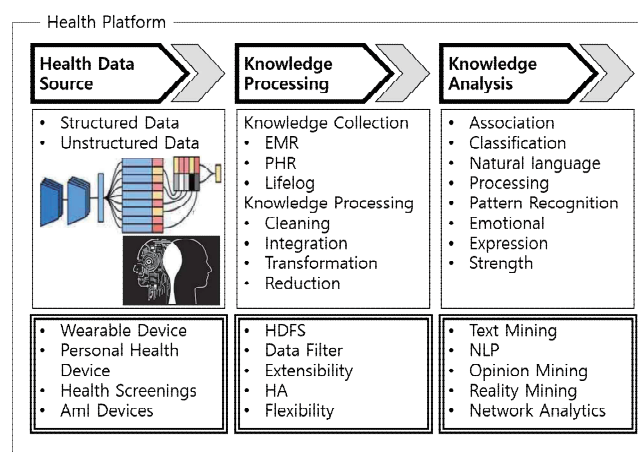 Health Platform
Health Data
Source
Knowledge
Processing
Knowledge
Analysis
• Structured Data
• Unstructured Data
Knowledge Collection
• EMR
• PHR
• Lifelog
Knowledge Processing
• Cleaning
• Integration
• Transformation
• Reduction
• Association
• Classification
• Natural language
• Processing
• Pattern Recognition
• Emotional
• Expression
• Strength
• Wearable Device
• Personal Health
Device
• Health Screenings
• AmI Devices
• HDFS
• Data Filter
• Extensibility
• HA
• Flexibility
• Text Mining
• NLP
• Opinion Mining
• Reality Mining
• Network Analytics